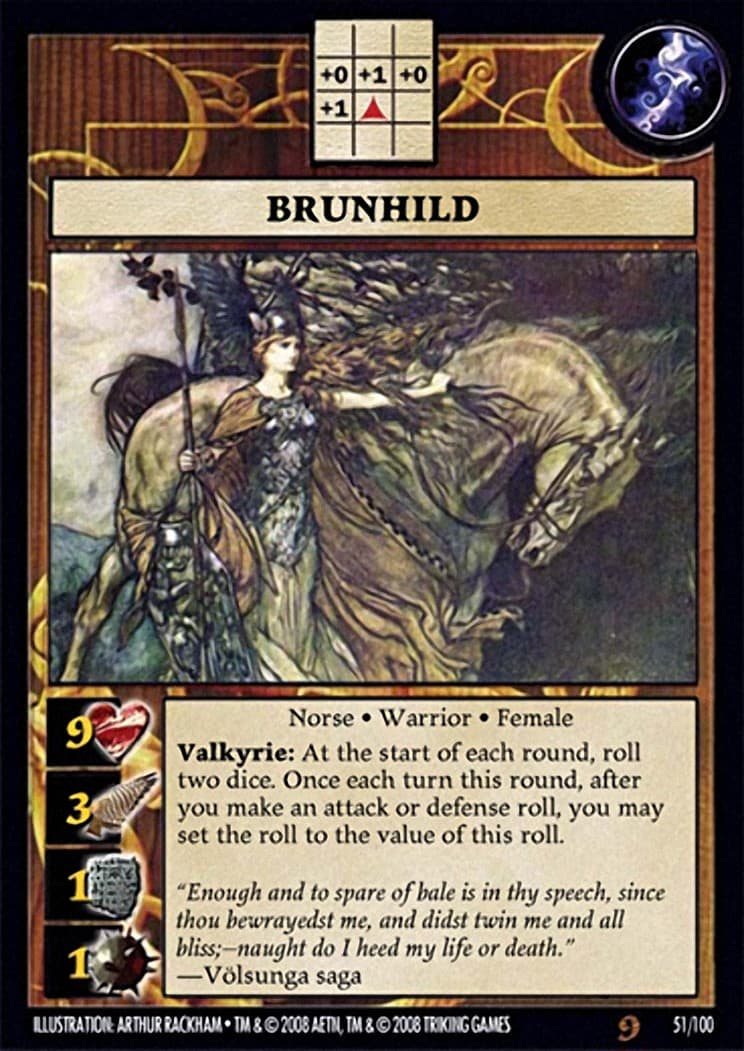 +0 +1 +0
+1
BRUNHILD
9
3
1
1
Norse • Warrior • Female
Valkyrie: At the start of each round, roll
two dice. Once each turn this round, after
you make an attack or defense roll, you may
set the roll to the value of this roll.
“Enough and to spare of bale is in thy speech, since
thou bewrayedst me, and didst twin me and all
bliss;—naught do I heed my life or death.”
—Völsunga saga
ILLUSTRATION: ARTHUR RACKHAM • TM & © 2008 AETN, TM & © 2008 TRIKING GAMES
9
51/100